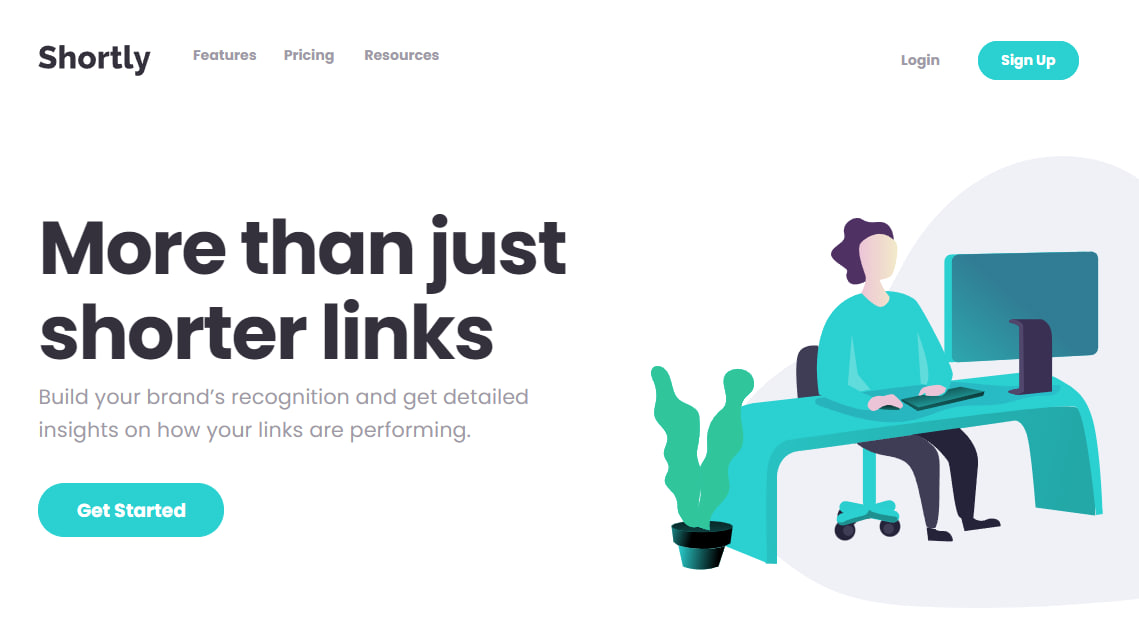 Shortly Features Pricing Resources Login Sign Up
More than just
shorter links
Build your brand’s recognition and get detailed
insights on how your links are performing.
Get Started